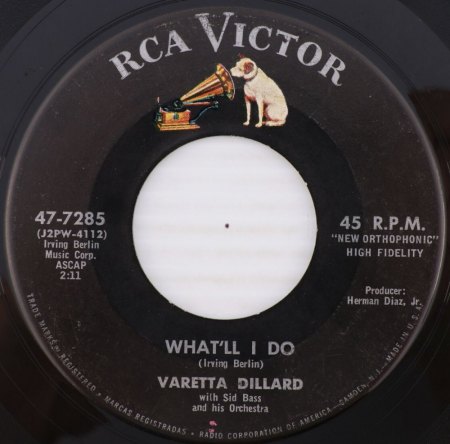 RCA VICTOR
47-7285
(J2PW-4112)
Irving Berlin
Music Corp.
ASCAP
2:11
45 R.P.M.
"NEW ORTHOPHONIC"
HIGH FIDELITY
Producer:
Herman Diaz, Jr.
WHAT'LL I DO
(Irving Berlin)
VARETTA DILLARD
with Sid Bass
and his Orchestra
TRADE MARKS ® REGISTERED • MARCAS REGISTRADAS • RADIO CORPORATION OF AMERICA—CAMDEN, N.J. • MADE IN U.S.A.